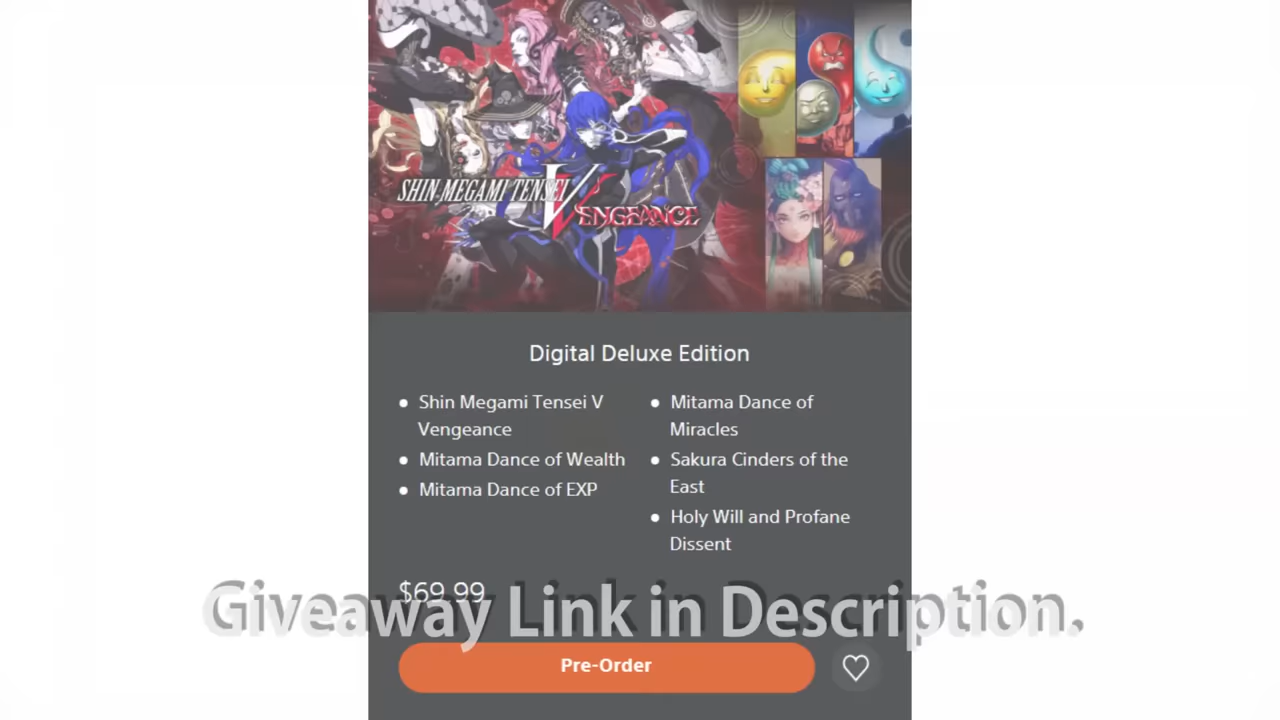 SHIN MEGAMI TENSEI V
VENGEANCE
Digital Deluxe Edition
Shin Megami Tensei V
Vengeance
Mitama Dance of Wealth
Mitama Dance of EXP
Mitama Dance of
Miracles
Sakura Cinders of the
East
Holy Will and Profane
Dissent
$69.99
Giveaway Link in Description.
Pre-Order